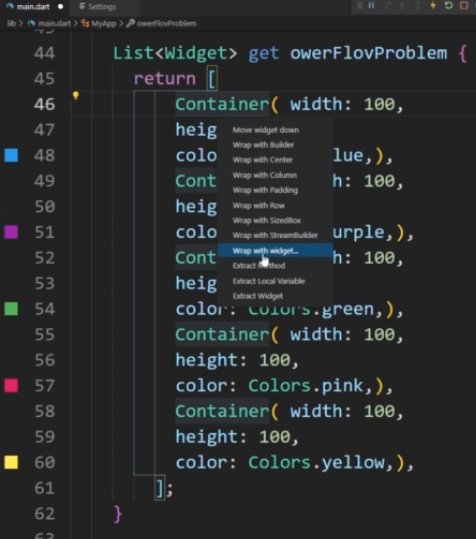 main.dart
Settings
lib > main.dart > MyApp > owerFlovProblem
44 List<Widget> get owerFlovProblem {
45 return [
46 Container( width: 100,
47 heig
48 colo lue,),
49 Cont h: 100,
50 heig
51 colo urple,),
52 Cont h: 100,
53 heig
54 color: Colors.green,),
55 Container( width: 100,
56 height: 100,
57 color: Colors.pink,),
58 Container( width: 100,
59 height: 100,
60 color: Colors.yellow,),
61 ];
62 }
Move widget down
Wrap with Builder
Wrap with Center
Wrap with Column
Wrap with Padding
Wrap with Row
Wrap with SizedBox
Wrap with StreamBuilder
Wrap with widget...
Extract Method
Extract Local Variable
Extract Widget